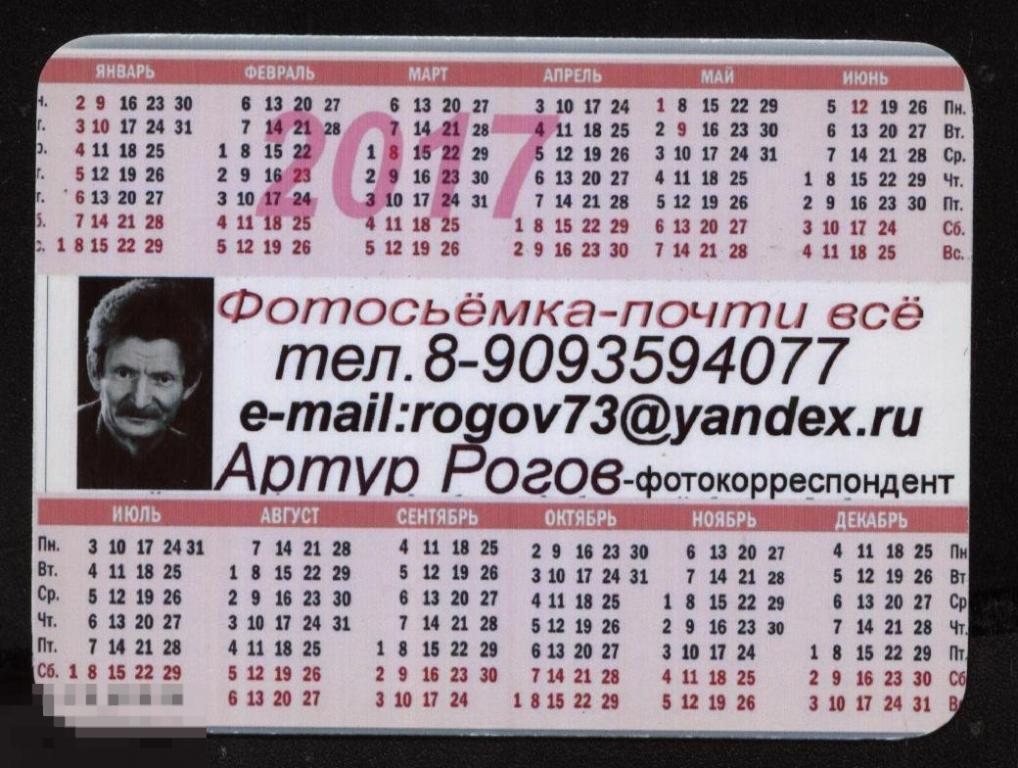 ЯНВАРЬ ФЕВРАЛЬ МАРТ АПРЕЛЬ МАЙ ИЮНЬ
2 9 16 23 30 6 13 20 27 6 13 20 27 3 10 17 24 1 8 15 22 29 5 12 19 26 Пн.
3 10 17 24 31 7 14 21 28 7 14 21 28 4 11 18 25 2 9 16 23 30 6 13 20 27 Вт.
4 11 18 25 1 8 15 22 1 8 15 22 29 5 12 19 26 3 10 17 24 31 7 14 21 28 Ср.
5 12 19 26 2 9 16 23 2 9 16 23 30 6 13 20 27 4 11 18 25 1 8 15 22 29 Чт.
6 13 20 27 3 10 17 24 3 10 17 24 31 7 14 21 28 5 12 19 26 2 9 16 23 30 Пт.
7 14 21 28 4 11 18 25 4 11 18 25 1 8 15 22 29 6 13 20 27 3 10 17 24 Сб.
1 8 15 22 29 5 12 19 26 5 12 19 26 2 9 16 23 30 7 14 21 28 4 11 18 25 Вс.
2017
Фотосьёмка-почти всё
тел.8-9093594077
e-mail:rogov73@yandex.ru
Артур Рогов-фотокорреспондент
ИЮЛЬ АВГУСТ СЕНТЯБРЬ ОКТЯБРЬ НОЯБРЬ ДЕКАБРЬ
Пн. 3 10 17 24 31 7 14 21 28 4 11 18 25 2 9 16 23 30 6 13 20 27 4 11 18 25 Пн
Вт. 4 11 18 25 1 8 15 22 29 5 12 19 26 3 10 17 24 31 7 14 21 28 5 12 19 26 Вт
Ср. 5 12 19 26 2 9 16 23 30 6 13 20 27 4 11 18 25 1 8 15 22 29 6 13 20 27 Ср
Чт. 6 13 20 27 3 10 17 24 31 7 14 21 28 5 12 19 26 2 9 16 23 30 7 14 21 28 Чт.
Пт. 7 14 21 28 4 11 18 25 1 8 15 22 29 6 13 20 27 3 10 17 24 1 8 15 22 29 Пт.
Сб. 1 8 15 22 29 5 12 19 26 2 9 16 23 30 7 14 21 28 4 11 18 25 2 9 16 23 30 Сб
6 13 20 27 3 10 17 24 1 8 15 22 29 5 12 19 26 3 10 17 24 31